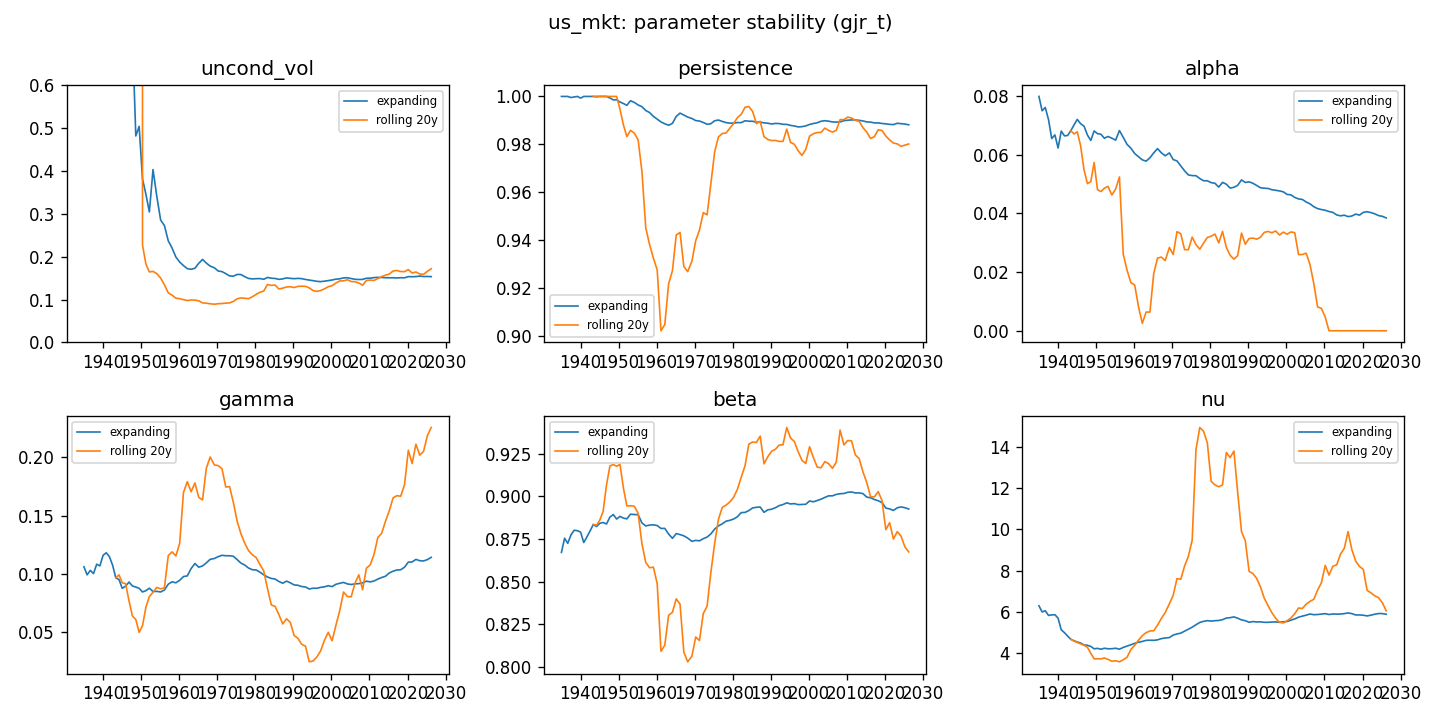 us_mkt: parameter stability (gjr_t)
uncond_vol
0.6
0.5
0.4
0.3
0.2
0.1
0.0
1940 1950 1960 1970 1980 1990 2000 2010 2020 2030
expanding
rolling 20y
persistence
1.00
0.98
0.96
0.94
0.92
0.90
1940 1950 1960 1970 1980 1990 2000 2010 2020 2030
expanding
rolling 20y
alpha
0.08
0.06
0.04
0.02
0.00
1940 1950 1960 1970 1980 1990 2000 2010 2020 2030
expanding
rolling 20y
gamma
0.20
0.15
0.10
0.05
1940 1950 1960 1970 1980 1990 2000 2010 2020 2030
expanding
rolling 20y
beta
0.925
0.900
0.875
0.850
0.825
0.800
1940 1950 1960 1970 1980 1990 2000 2010 2020 2030
expanding
rolling 20y
nu
14
12
10
8
6
4
1940 1950 1960 1970 1980 1990 2000 2010 2020 2030
expanding
rolling 20y